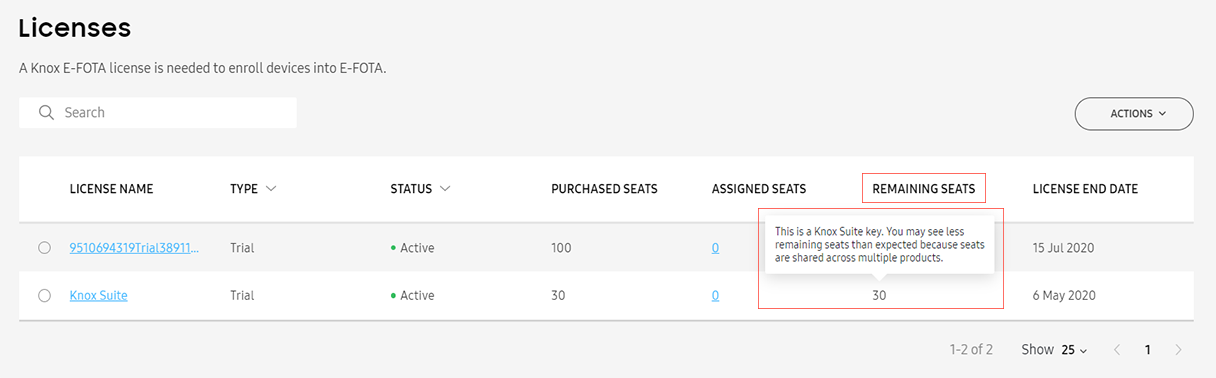 Licenses
A Knox E-FOTA license is needed to enroll devices into E-FOTA.
Search
ACTIONS
LICENSE NAME TYPE STATUS PURCHASED SEATS ASSIGNED SEATS REMAINING SEATS LICENSE END DATE
9510694319Trial38911... Trial Active 100 0 15 Jul 2020
This is a Knox Suite key. You may see less
remaining seats than expected because seats
are shared across multiple products.
Knox Suite Trial Active 30 0 30 6 May 2020
1-2 of 2 Show 25 1